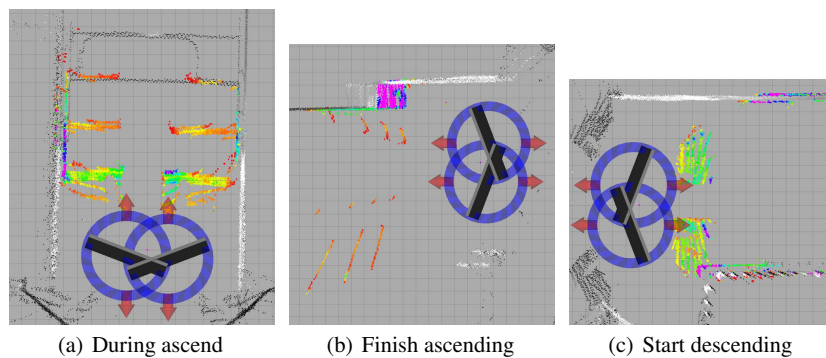 (a) During ascend
(b) Finish ascending
(c) Start descending